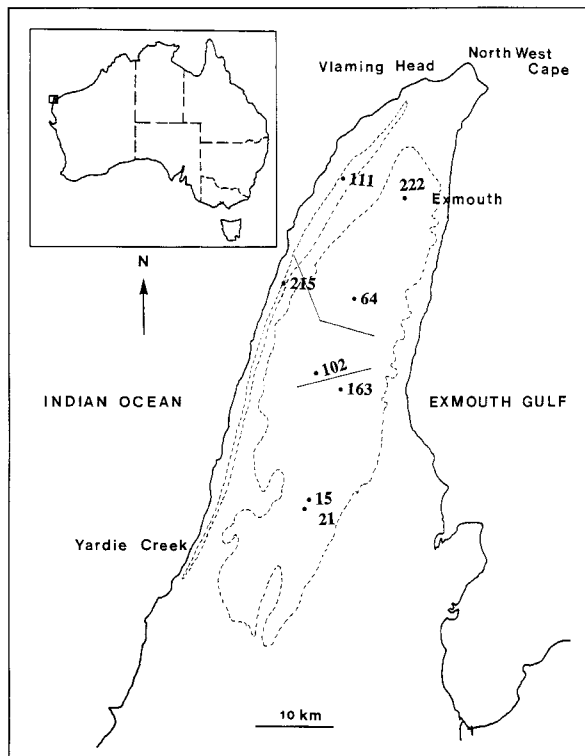 North West
Cape
Vlaming Head
111
222
Exmouth
N
215
64
102
163
INDIAN OCEAN
EXMOUTH GULF
15
21
Yardie Creek
10 km